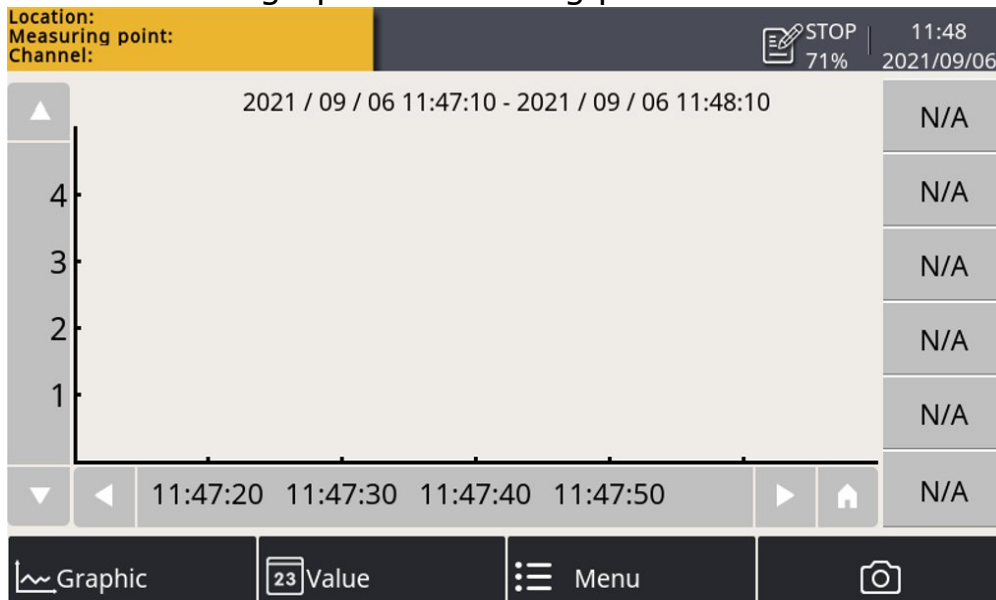 Location:
Measuring point:
Channel:
STOP
71%
11:48
2021/09/06
2021 / 09 / 06 11:47:10 - 2021 / 09 / 06 11:48:10
N/A
N/A
N/A
N/A
N/A
N/A
4
3
2
1
11:47:20 11:47:30 11:47:40 11:47:50
Graphic
23 Value
Menu